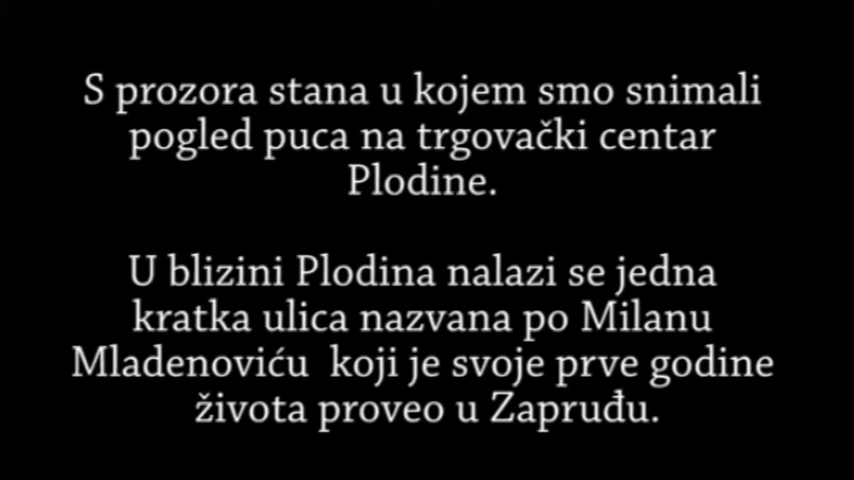 S prozora stana u kojem smo snimali
pogled puca na trgovački centar
Plodine.
U blizini Plodina nalazi se jedna
kratka ulica nazvana po Milanu
Mladenoviću  koji je svoje prve godine
života proveo u Zapruđu.